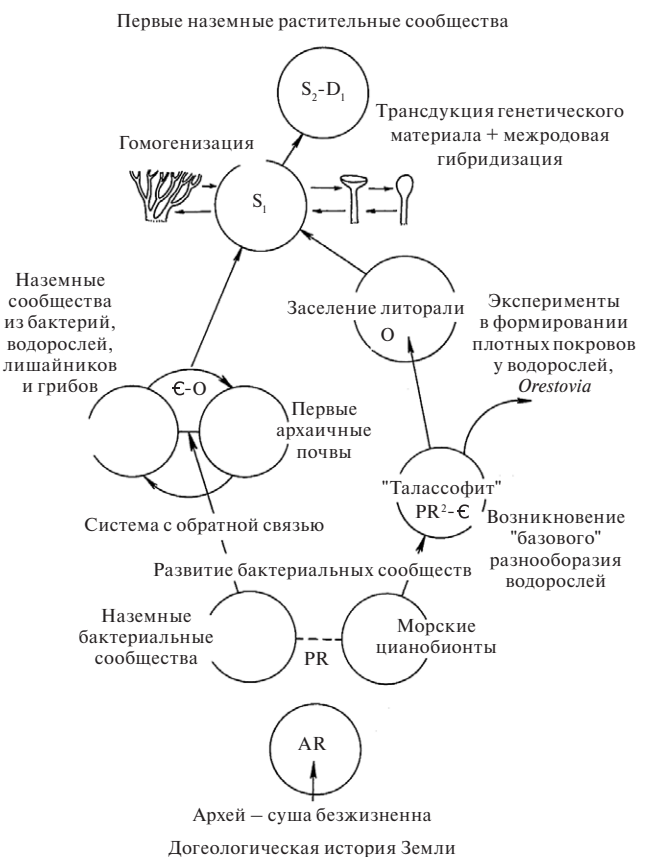 Первые наземные растительные сообщества
S₂-D₁
Трансдукция генетического
материала + межродовая
гибридизация
Гомогенизация
S₁
Наземные
сообщества
из бактерий,
водорослей,
лишайников
и грибов
Заселение литорали
О
Эксперименты
в формировании
плотных покровов
у водорослей,
Orestovia
Є-О
Первые
архаичные
почвы
"Талассофит"
PR²-Є
Возникновение
"базового"
разнооборазия
водорослей
Система с обратной связью
Развитие бактериальных сообществ
Наземные
бактериальные
сообщества
PR
Морские
цианобионты
AR
Архей – суша безжизненна
Догеологическая история Земли